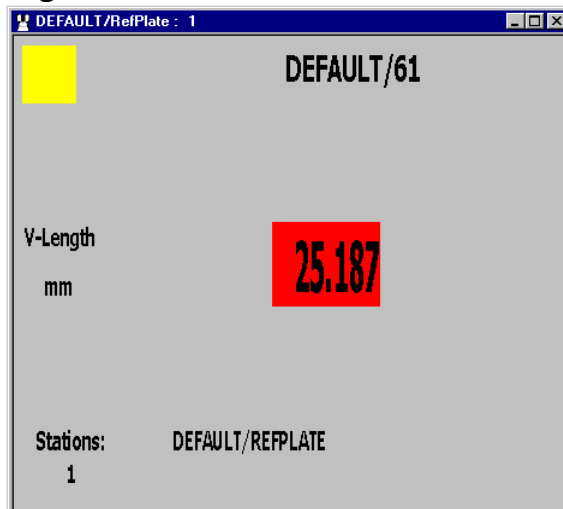 DEFAULT/RefPlate : 1
DEFAULT/61
V-Length
25.187
mm
Stations: DEFAULT/REFPLATE
1